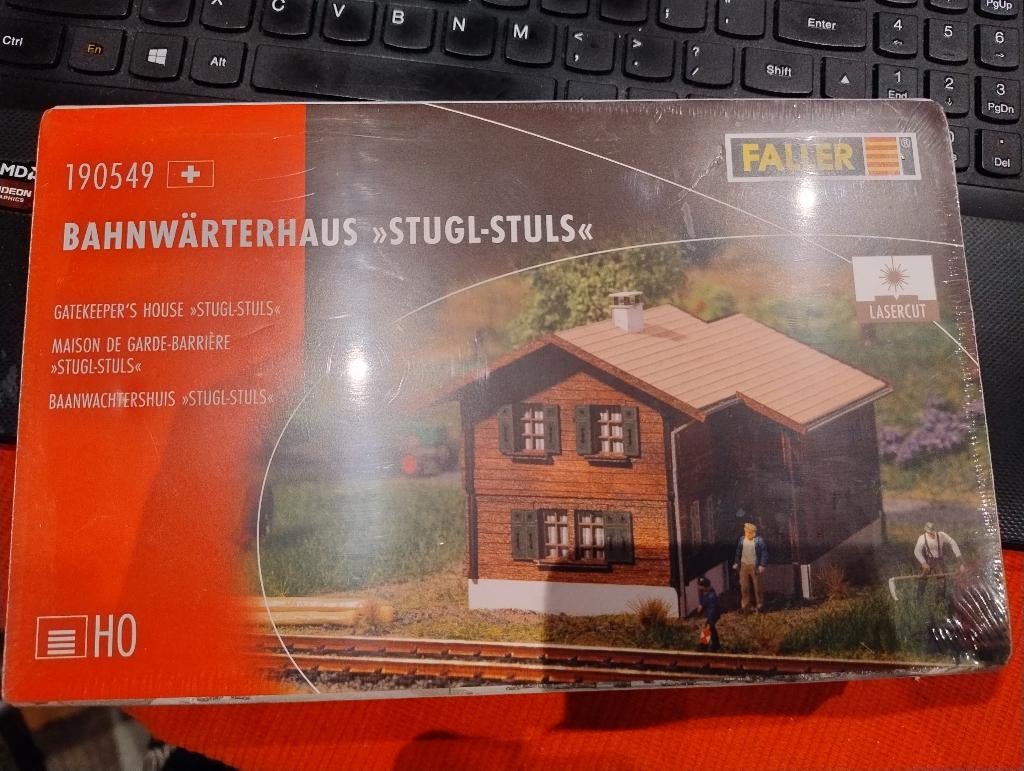 Ctrl
Fn
Alt
C
V
B
N
M
<
,
>
.
?
/
Enter
Shift
4
5
6
1
End
2
3
PgDn
PgUp
Del
190549
FALLER
®
BAHNWÄRTERHAUS »STUGL-STULS«
GATEKEEPER'S HOUSE »STUGL-STULS«
MAISON DE GARDE-BARRIÈRE
»STUGL-STULS«
BAANWACHTERSHUIS »STUGL-STULS«
LASERCUT
HO